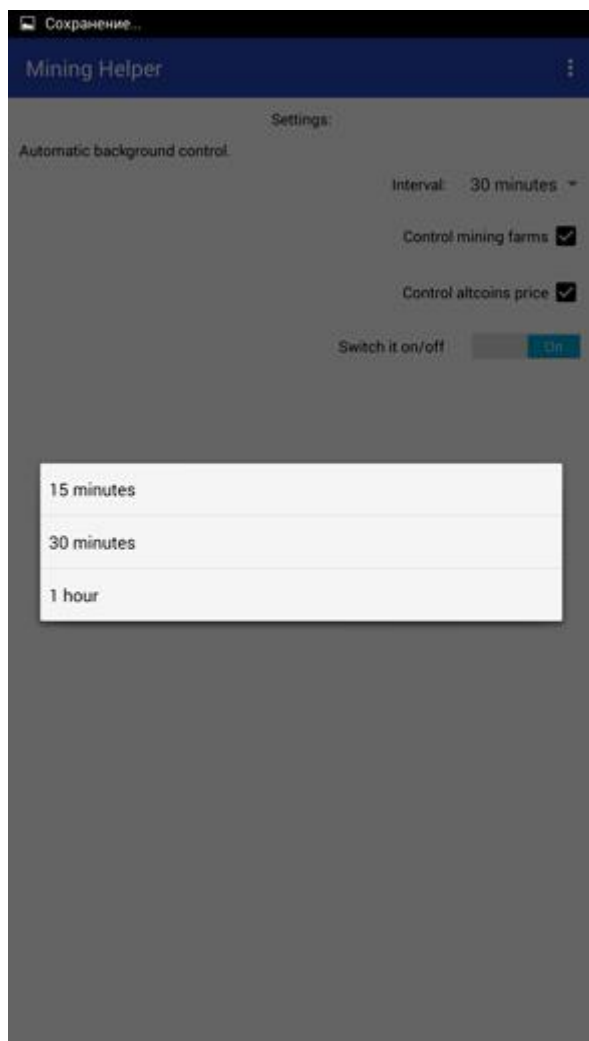 Сохранение...
Mining Helper
Settings:
Automatic background control.
Interval: 30 minutes
Control mining farms
Control altcoins price
Switch it on/off On
15 minutes
30 minutes
1 hour